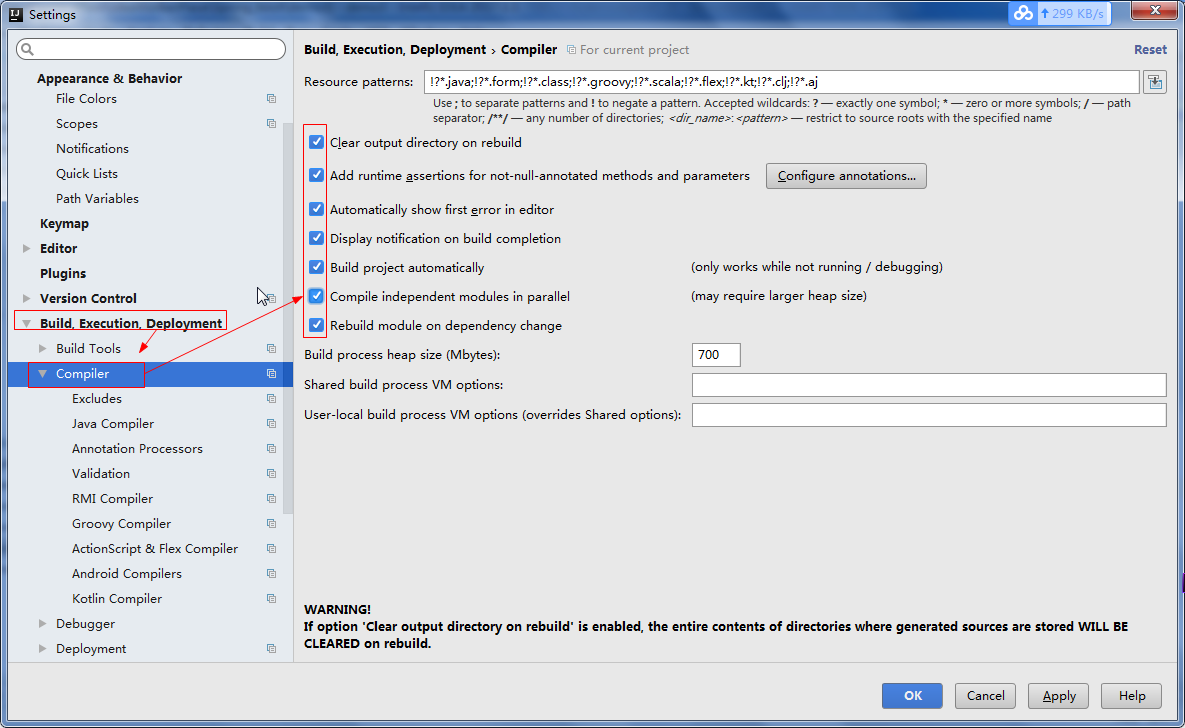 Settings
299 KB/s
Appearance & Behavior
File Colors
Scopes
Notifications
Quick Lists
Path Variables
Keymap
Editor
Plugins
Version Control
Build, Execution, Deployment
Build Tools
Compiler
Excludes
Java Compiler
Annotation Processors
Validation
RMI Compiler
Groovy Compiler
ActionScript & Flex Compiler
Android Compilers
Kotlin Compiler
Debugger
Deployment
Build, Execution, Deployment › Compiler For current project Reset
Resource patterns: !?*.java;!?*.form;!?*.class;!?*.groovy;!?*.scala;!?*.flex;!?*.kt;!?*.clj;!?*.aj
Use ; to separate patterns and ! to negate a pattern. Accepted wildcards: ? — exactly one symbol; * — zero or more symbols; / — path
separator; /**/ — any number of directories; <dir_name>:<pattern> — restrict to source roots with the specified name
Clear output directory on rebuild
Add runtime assertions for not-null-annotated methods and parameters Configure annotations...
Automatically show first error in editor
Display notification on build completion
Build project automatically (only works while not running / debugging)
Compile independent modules in parallel (may require larger heap size)
Rebuild module on dependency change
Build process heap size (Mbytes): 700
Shared build process VM options:
User-local build process VM options (overrides Shared options):
WARNING!
If option 'Clear output directory on rebuild' is enabled, the entire contents of directories where generated sources are stored WILL BE
CLEARED on rebuild.
OK Cancel Apply Help